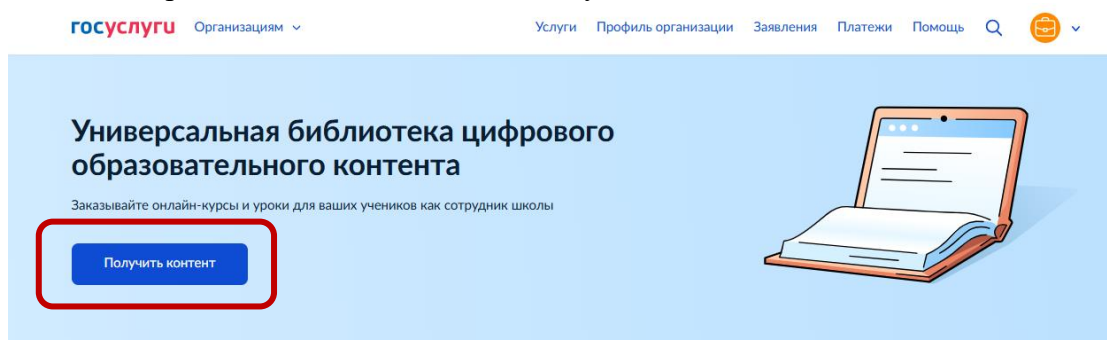 госуслуги Организациям Услуги Профиль организации Заявления Платежи Помощь
Универсальная библиотека цифрового
образовательного контента
Заказывайте онлайн-курсы и уроки для ваших учеников как сотрудник школы
Получить контент